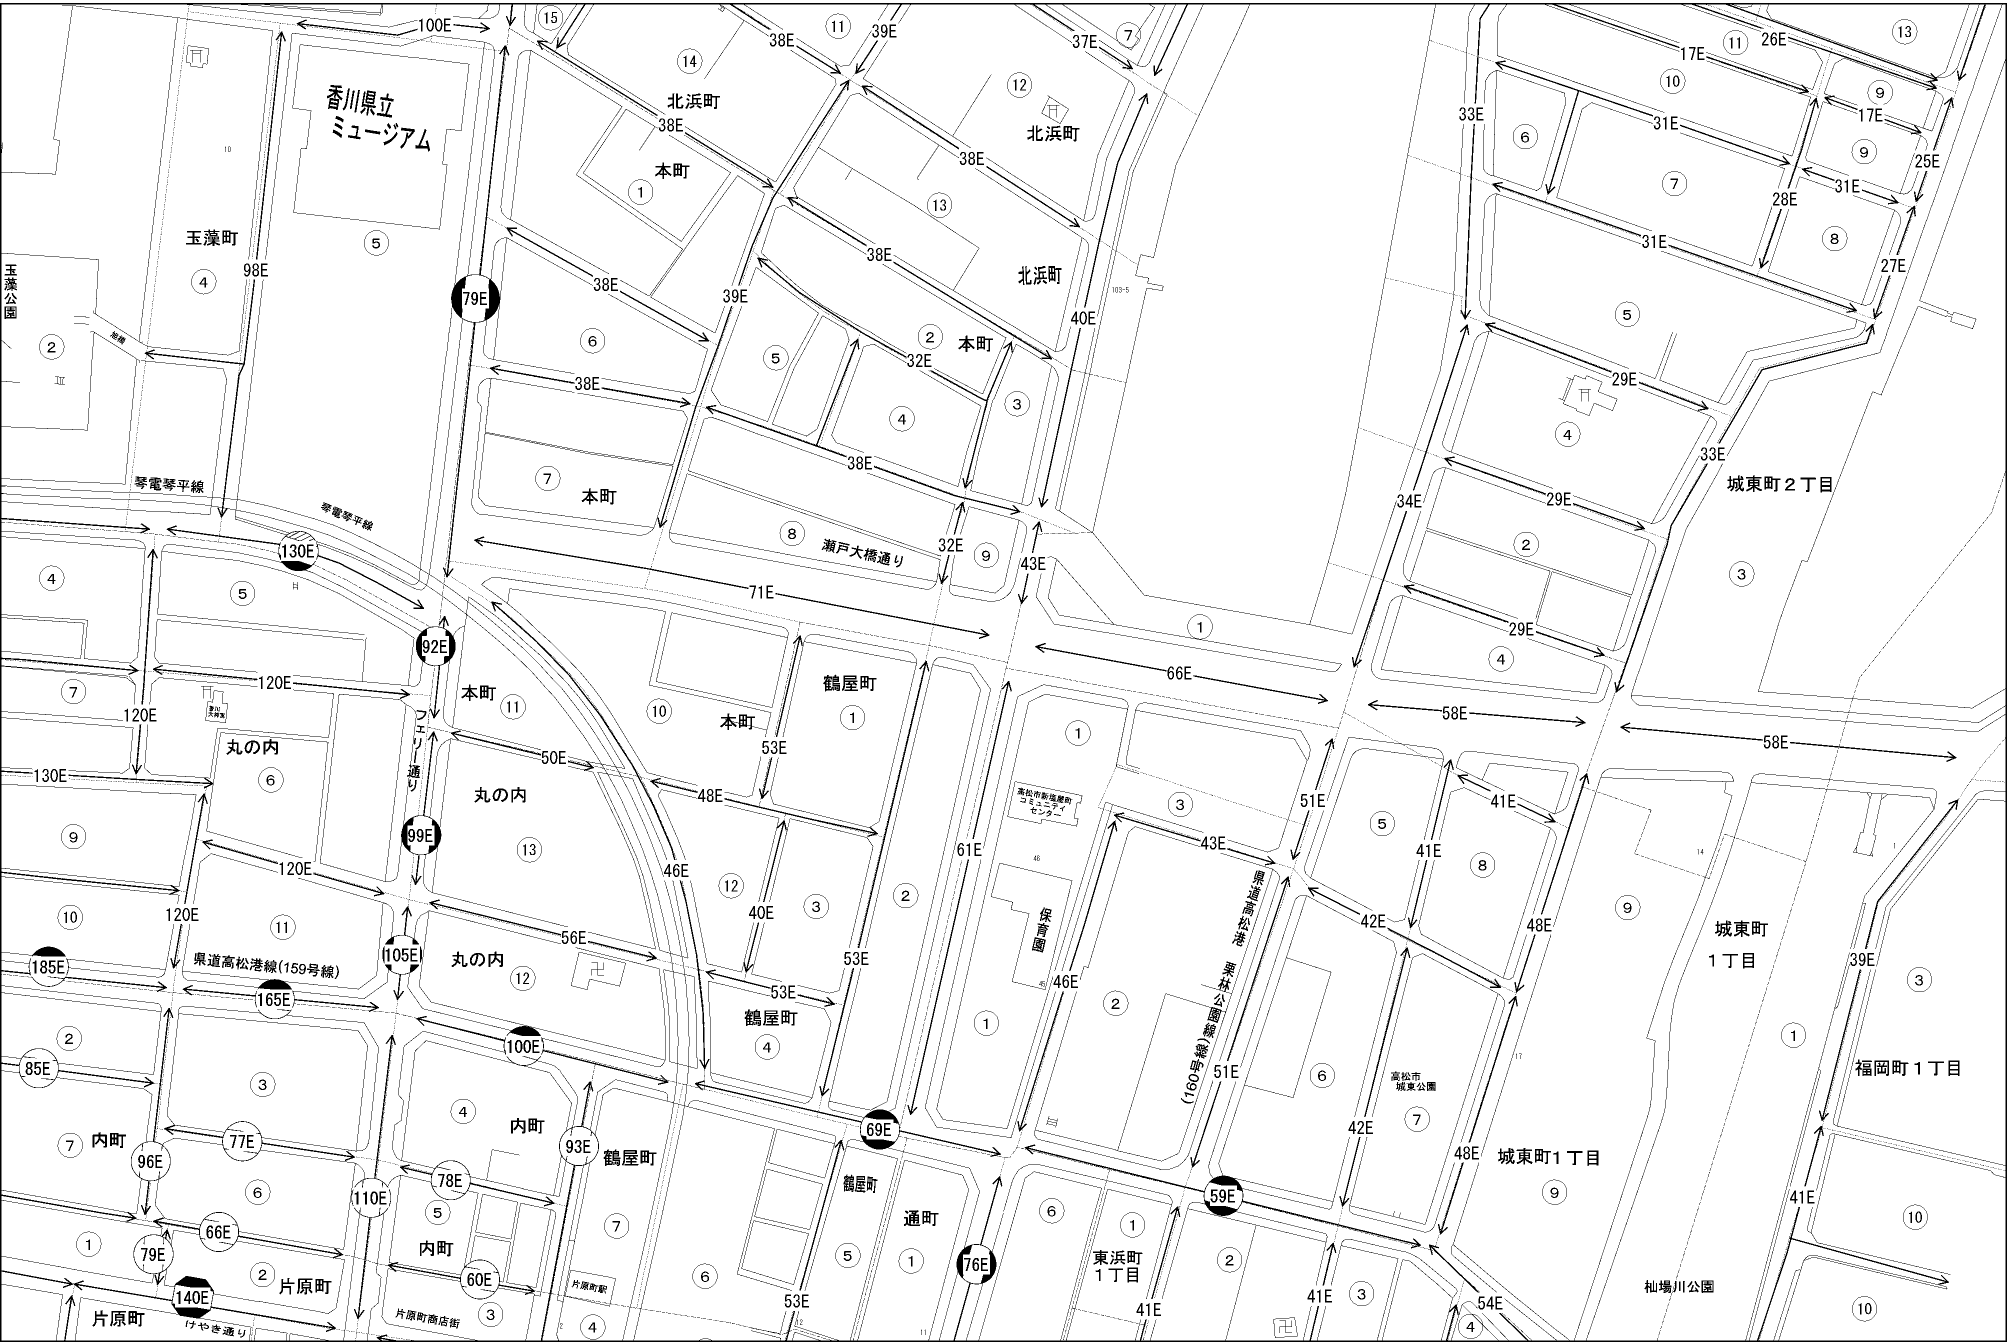 100E
⑮
38E
⑪
39E
37E
⑦
17E
⑪
26E
⑬
香川県立
ミュージアム
⑭
北浜町
38E
⑫
北浜町
33E
⑩
31E
⑥
⑨
17E
10
本町
①
38E
⑬
⑦
28E
⑨
31E
25E
玉藻町
④
⑤
98E
79E
38E
39E
38E
北浜町
103-5
40E
31E
⑧
27E
玉藻公園
②
旭橋
⑥
38E
⑤
②
本町
32E
③
④
⑤
29E
④
琴電琴平線
琴電琴平線
⑦
本町
38E
34E
29E
33E
城東町2丁目
130E
⑧
瀬戸大橋通り
32E
⑨
43E
②
③
④
⑤
71E
①
29E
④
92E
120E
本町
⑪
⑩
本町
鶴屋町
①
66E
58E
58E
⑦
120E
フェリー通り
丸の内
⑥
130E
50E
53E
①
丸の内
48E
高松市新塩屋町
コミュニティ
センター
③
51E
41E
⑤
41E
⑧
14
1
⑨
99E
⑬
120E
46E
⑫
③
40E
②
61E
46
43E
保育園
45
県道高松港　栗林公園線(160号線)
42E
48E
⑨
城東町
1丁目
39E
③
⑩
120E
⑪
56E
105E
丸の内
⑫
県道高松港線(159号線)
185E
165E
53E
鶴屋町
④
53E
①
46E
②
51E
⑥
高松市
城東公園
⑦
17
①
福岡町1丁目
②
85E
③
100E
④
内町
77E
⑦
内町
96E
93E
鶴屋町
69E
42E
48E
城東町1丁目
⑨
78E
110E
⑥
⑤
66E
79E
①
②
片原町
内町
60E
③
⑦
鶴屋町
通町
①
⑤
⑥
76E
⑥
①
東浜町
1丁目
59E
②
41E
⑩
140E
片原町
けやき通り
片原町商店街
片原町駅
④
2
53E
12
11
41E
41E
③
54E
④
杣場川公園
⑩